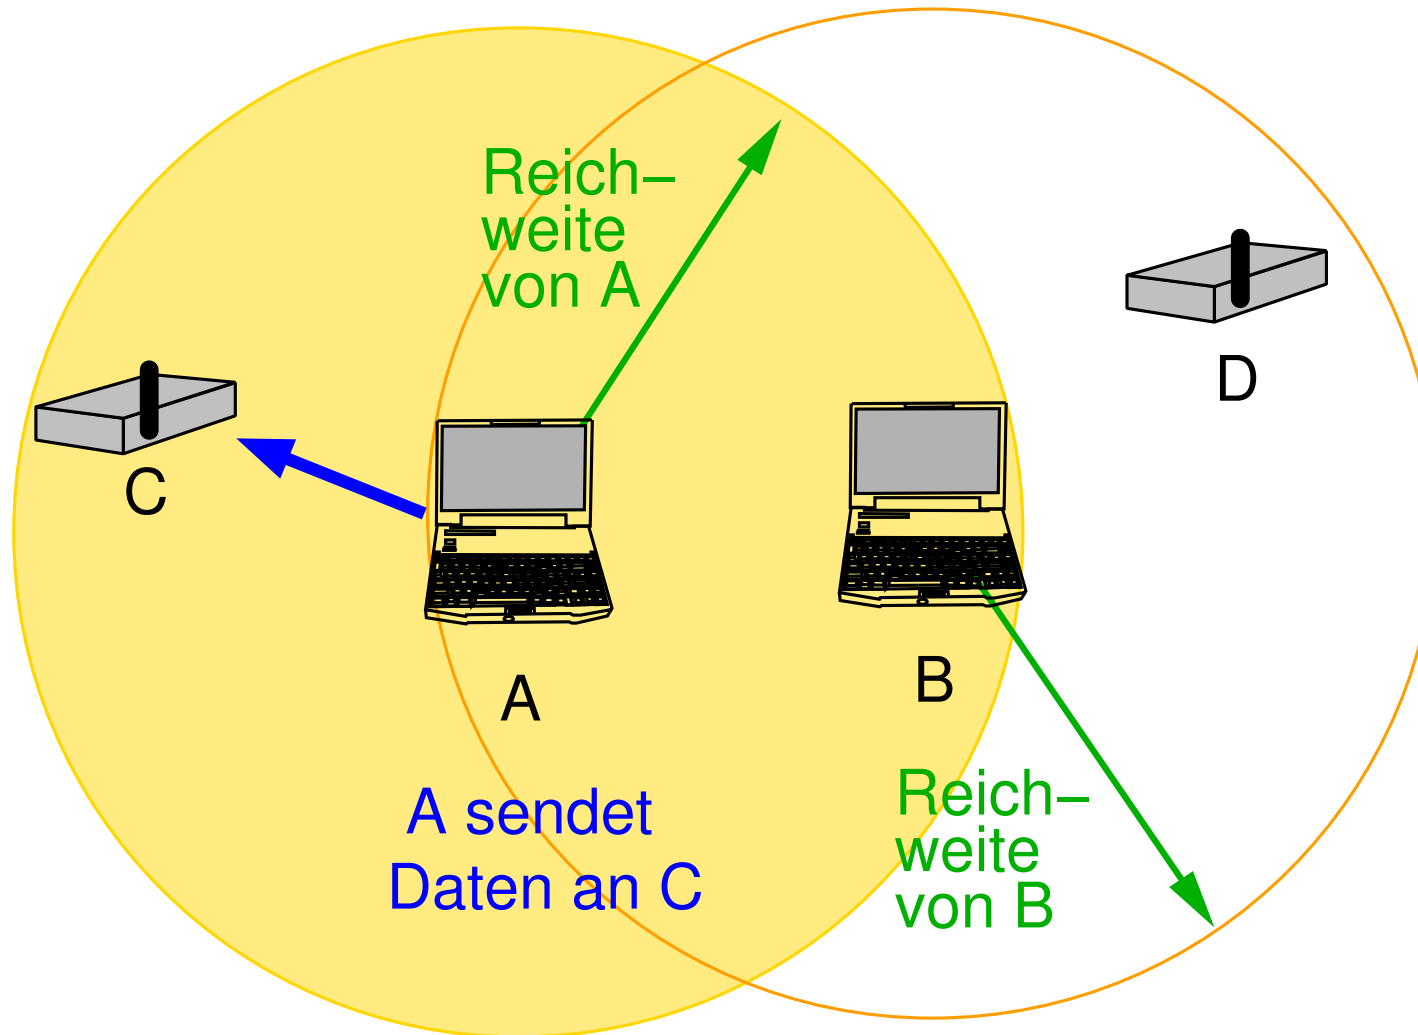 Reich–
weite
von A
D
C
A
B
A sendet
Daten an C
Reich–
weite
von B